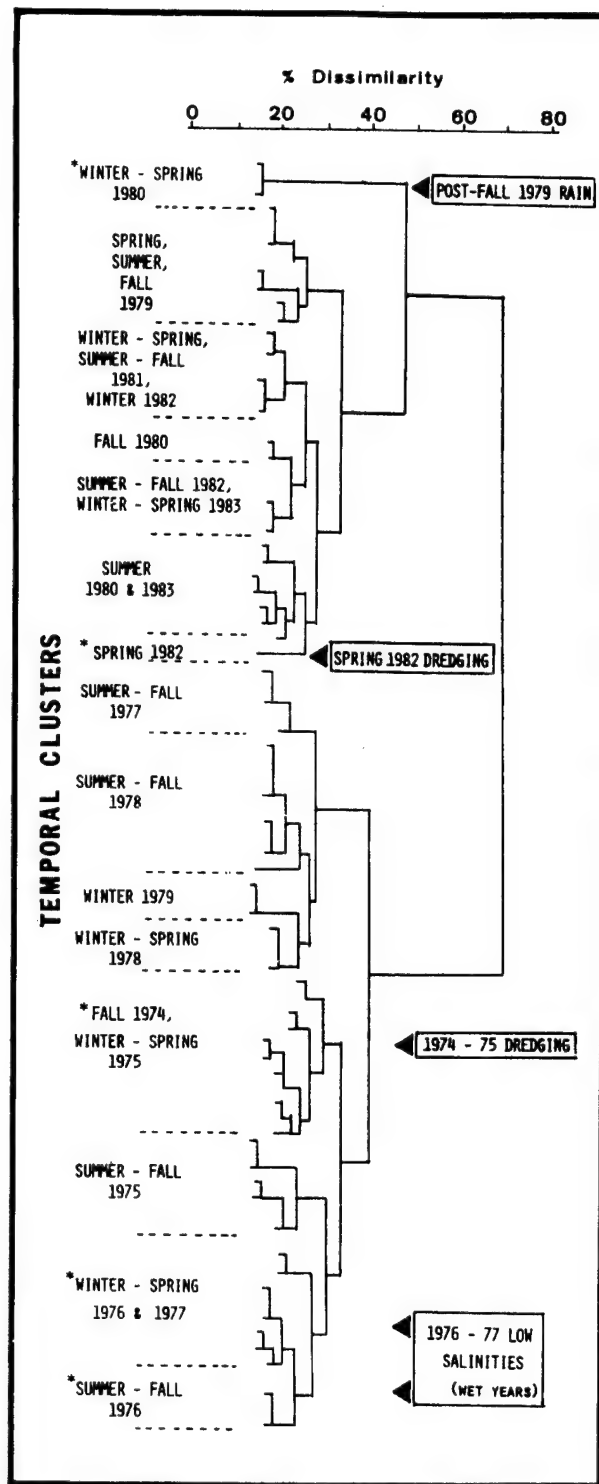 % Dissimilarity
0 20 40 60 80
*WINTER - SPRING
1980
POST-FALL 1979 RAIN
SPRING,
SUMMER,
FALL
1979
WINTER - SPRING,
SUMMER - FALL
1981,
WINTER 1982
FALL 1980
SUMMER - FALL 1982,
WINTER - SPRING 1983
SUMMER
1980 & 1983
* SPRING 1982
SPRING 1982 DREDGING
SUMMER - FALL
1977
SUMMER - FALL
1978
WINTER 1979
WINTER - SPRING
1978
TEMPORAL CLUSTERS
* FALL 1974,
WINTER - SPRING
1975
1974 - 75 DREDGING
SUMMER - FALL
1975
*WINTER - SPRING
1976 & 1977
1976 - 77 LOW
SALINITIES
(WET YEARS)
*SUMMER - FALL
1976